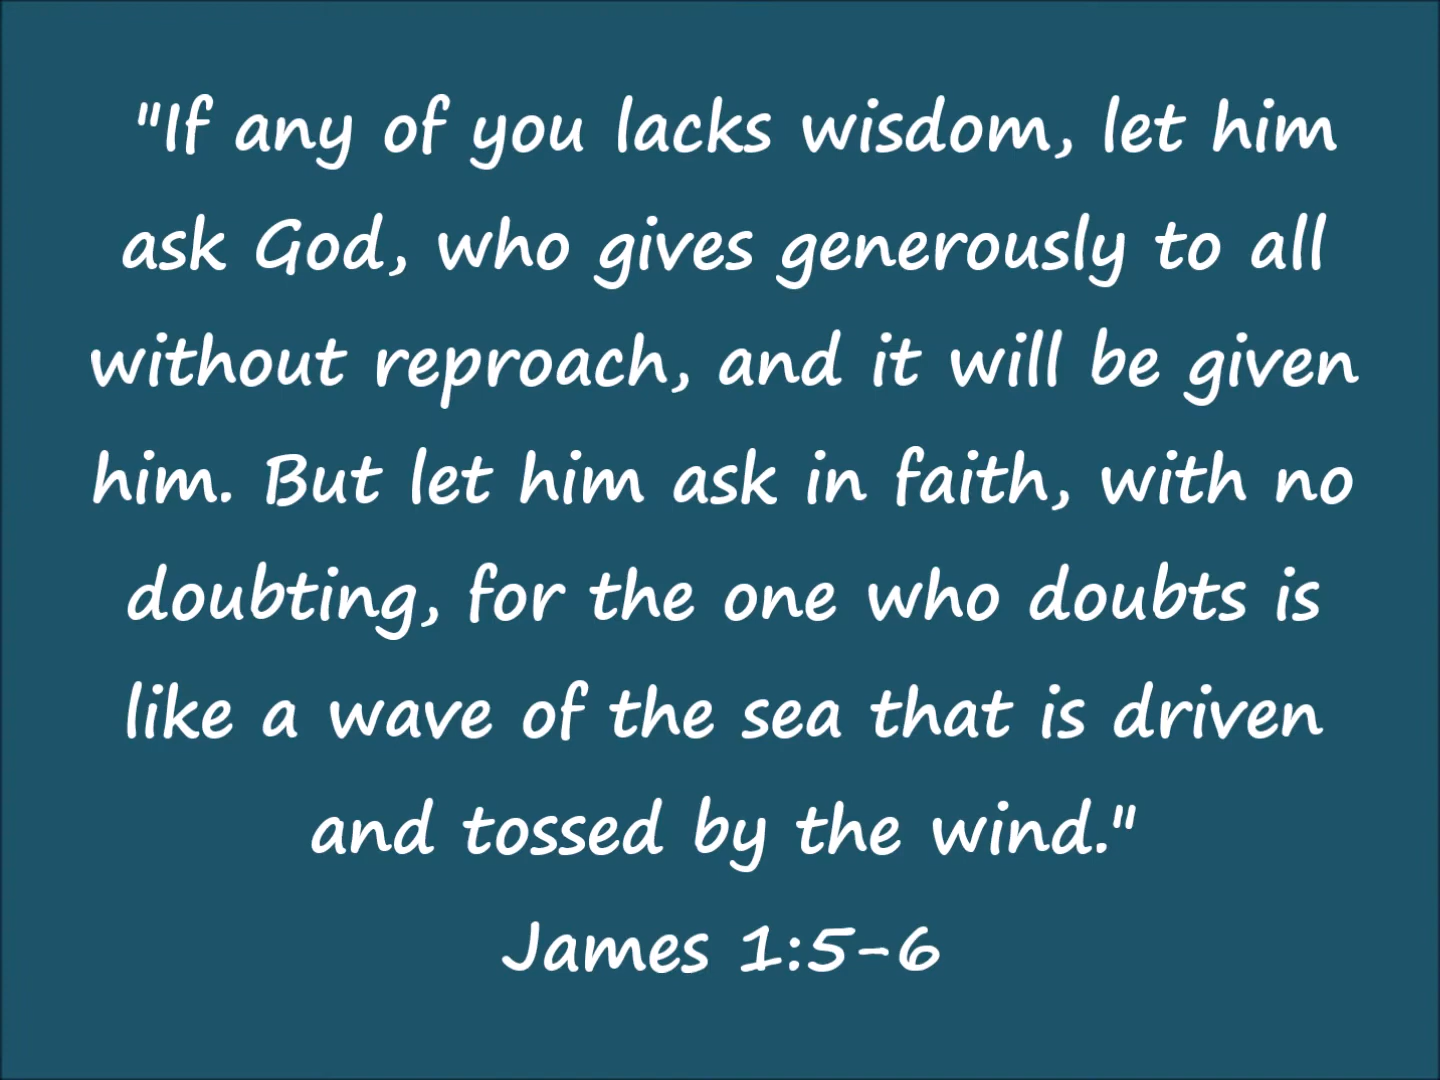 "If any of you lacks wisdom, let him
ask God, who gives generously to all
without reproach, and it will be given
him. But let him ask in faith, with no
doubting, for the one who doubts is
like a wave of the sea that is driven
and tossed by the wind."
James 1:5-6